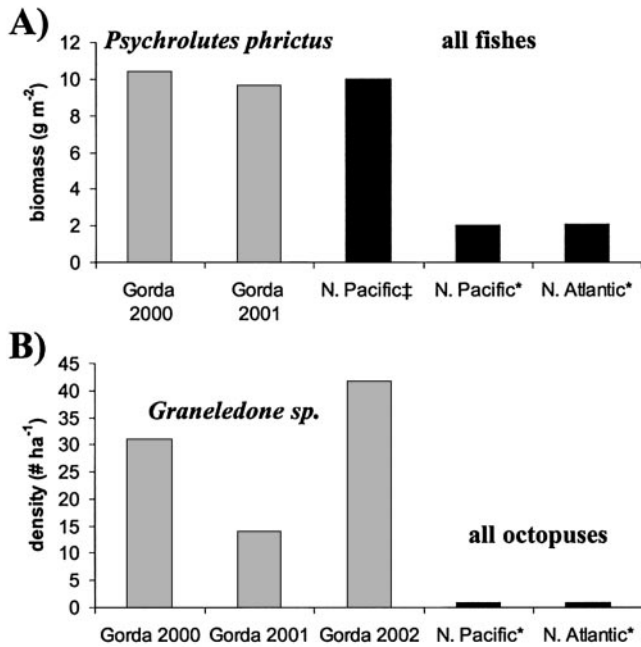 A)
Psychrolutes phrictus
all fishes
biomass (g m⁻²)
12
10
8
6
4
2
0
Gorda 2000
Gorda 2001
N. Pacific‡
N. Pacific*
N. Atlantic*
B)
Graneledone sp.
all octopuses
density (# ha⁻¹)
45
40
35
30
25
20
15
10
5
0
Gorda 2000
Gorda 2001
Gorda 2002
N. Pacific*
N. Atlantic*